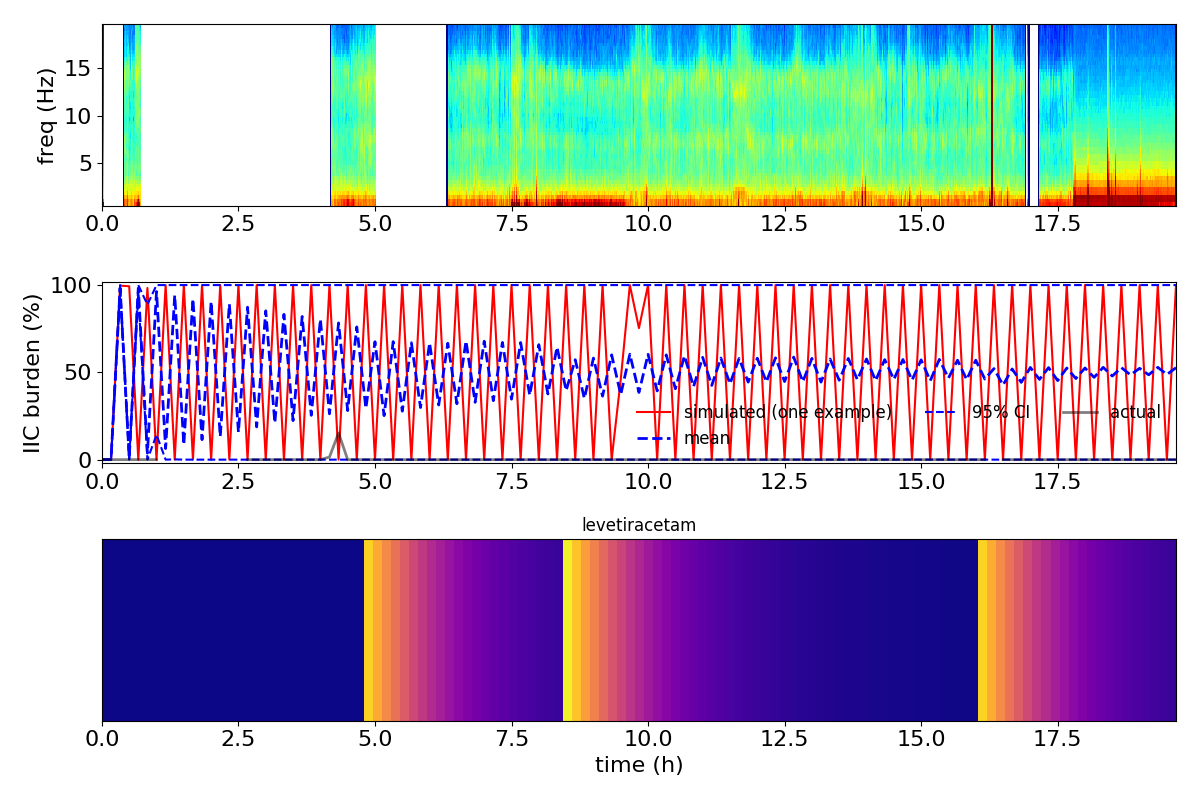 freq (Hz)
15
10
5
0.0 2.5 5.0 7.5 10.0 12.5 15.0 17.5
IIC burden (%)
100
50
0
simulated (one example) 95% CI actual
mean
0.0 2.5 5.0 7.5 10.0 12.5 15.0 17.5
levetiracetam
0.0 2.5 5.0 7.5 10.0 12.5 15.0 17.5
time (h)